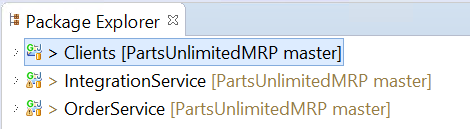 Package Explorer
> Clients [PartsUnlimitedMRP master]
> IntegrationService [PartsUnlimitedMRP master]
> OrderService [PartsUnlimitedMRP master]